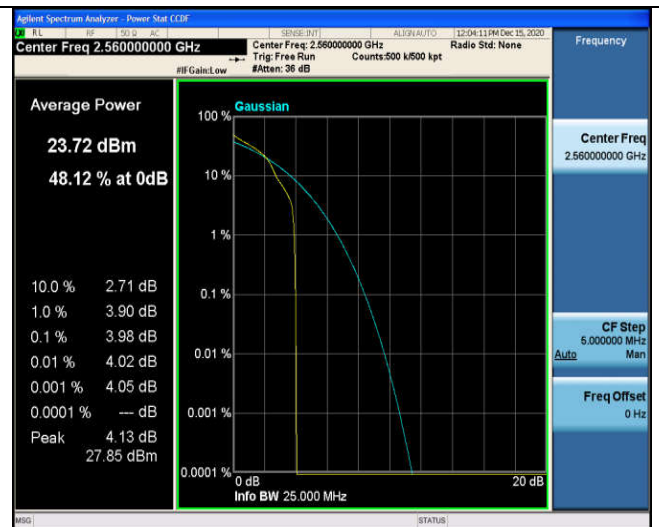 Agilent Spectrum Analyzer - Power Stat CCDF
RL RF 50 Ω AC SENSE:INT ALIGN AUTO 12:04:11 PM Dec 15, 2020
Center Freq 2.560000000 GHz
Center Freq: 2.560000000 GHz Radio Std: None
Trig: Free Run Counts:500 k/500 kpt
#IFGain:Low #Atten: 36 dB
Frequency
Average Power
23.72 dBm
48.12 % at 0dB
10.0 % 2.71 dB
1.0 % 3.90 dB
0.1 % 3.98 dB
0.01 % 4.02 dB
0.001 % 4.05 dB
0.0001 % --- dB
Peak 4.13 dB
27.85 dBm
Gaussian
100 %
10 %
1 %
0.1 %
0.01 %
0.001 %
0.0001 %
0 dB 20 dB
Info BW 25.000 MHz
Center Freq
2.560000000 GHz
CF Step
5.000000 MHz
Auto Man
Freq Offset
0 Hz
MSG STATUS